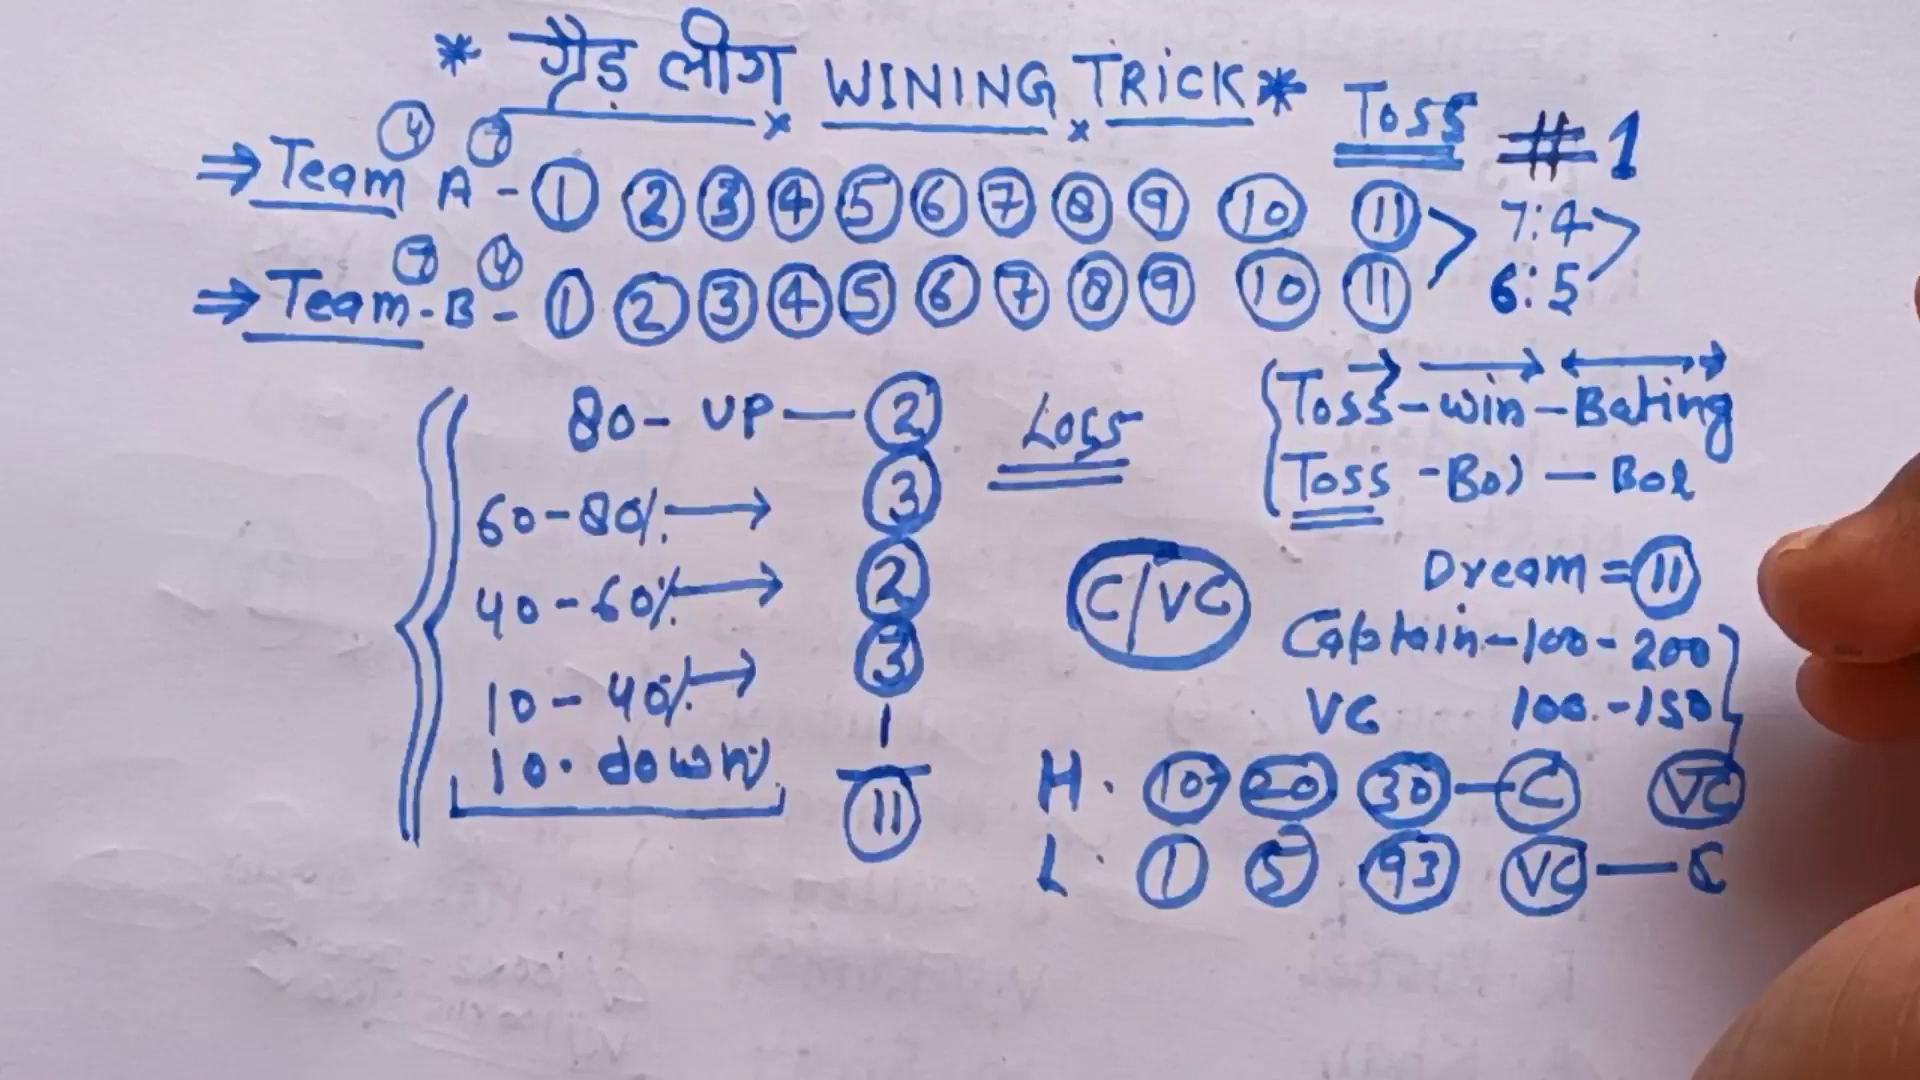 * ग्रैड़ लीग WINING TRICK *
Toss #1
④ ⑦
⇒ Team A - ① ② ③ ④ ⑤ ⑥ ⑦ ⑧ ⑨ ⑩ ⑪ > 7:4 >
⑦ ④
⇒ Team - B - ① ② ③ ④ ⑤ ⑥ ⑦ ⑧ ⑨ ⑩ ⑪ 6:5
80 - UP — ②
60 - 80% → ③
40 - 60% → ②
10 - 40% → ③
10. down 1
⑪
Loss
Toss - win - Bating
Toss - Bol — Bol
C/VC
Dream = ⑪
Captain - 100 - 200
VC 100 - 150
H. 10 20 30 — C VC
L. 1 5 93 VC — C